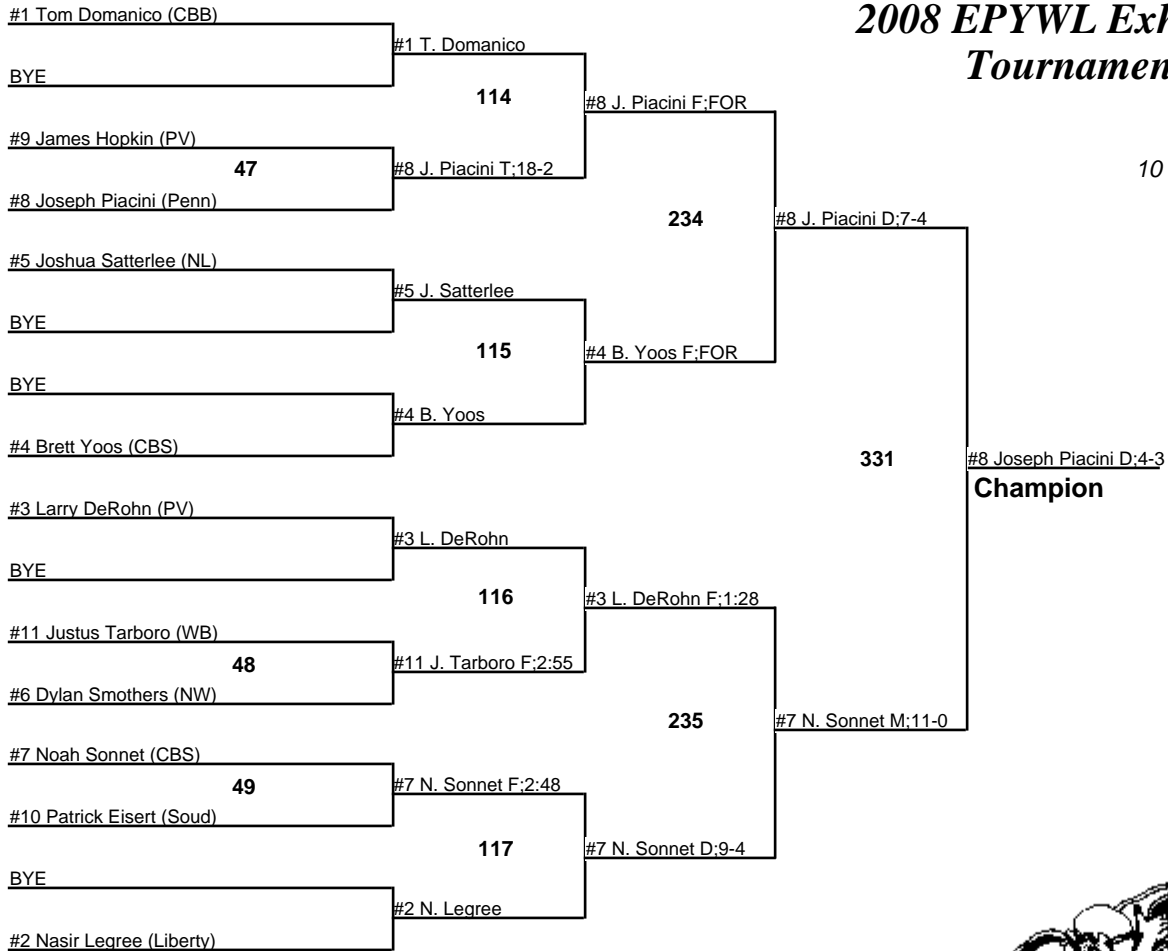 2008 EPYWL Exh
Tournamen
10
#1 Tom Domanico (CBB)
BYE
#9 James Hopkin (PV)
47
#8 Joseph Piacini (Penn)
#5 Joshua Satterlee (NL)
BYE
BYE
#4 Brett Yoos (CBS)
#3 Larry DeRohn (PV)
BYE
#11 Justus Tarboro (WB)
48
#6 Dylan Smothers (NW)
#7 Noah Sonnet (CBS)
49
#10 Patrick Eisert (Soud)
BYE
#2 Nasir Legree (Liberty)
#1 T. Domanico
114
#8 J. Piacini T;18-2
#5 J. Satterlee
115
#4 B. Yoos
#3 L. DeRohn
116
#11 J. Tarboro F;2:55
#7 N. Sonnet F;2:48
117
#2 N. Legree
#8 J. Piacini F;FOR
234
#4 B. Yoos F;FOR
#3 L. DeRohn F;1:28
235
#7 N. Sonnet D;9-4
#8 J. Piacini D;7-4
331
#7 N. Sonnet M;11-0
#8 Joseph Piacini D;4-3
Champion